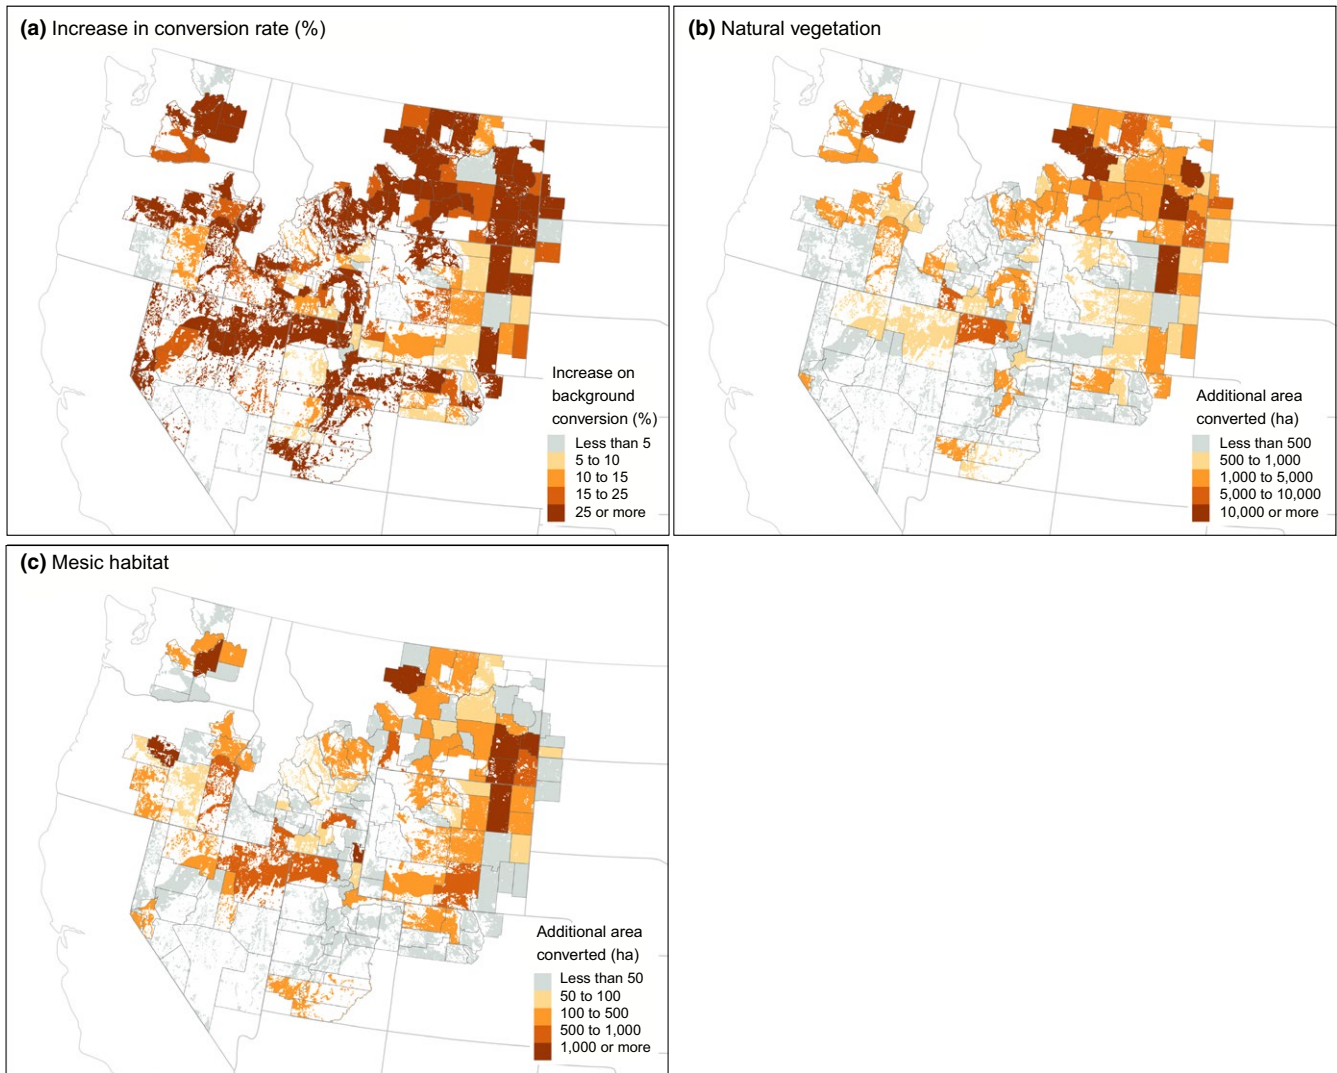 (a) Increase in conversion rate (%)
Increase on
background
conversion (%)
Less than 5
5 to 10
10 to 15
15 to 25
25 or more
(b) Natural vegetation
Additional area
converted (ha)
Less than 500
500 to 1,000
1,000 to 5,000
5,000 to 10,000
10,000 or more
(c) Mesic habitat
Additional area
converted (ha)
Less than 50
50 to 100
100 to 500
500 to 1,000
1,000 or more